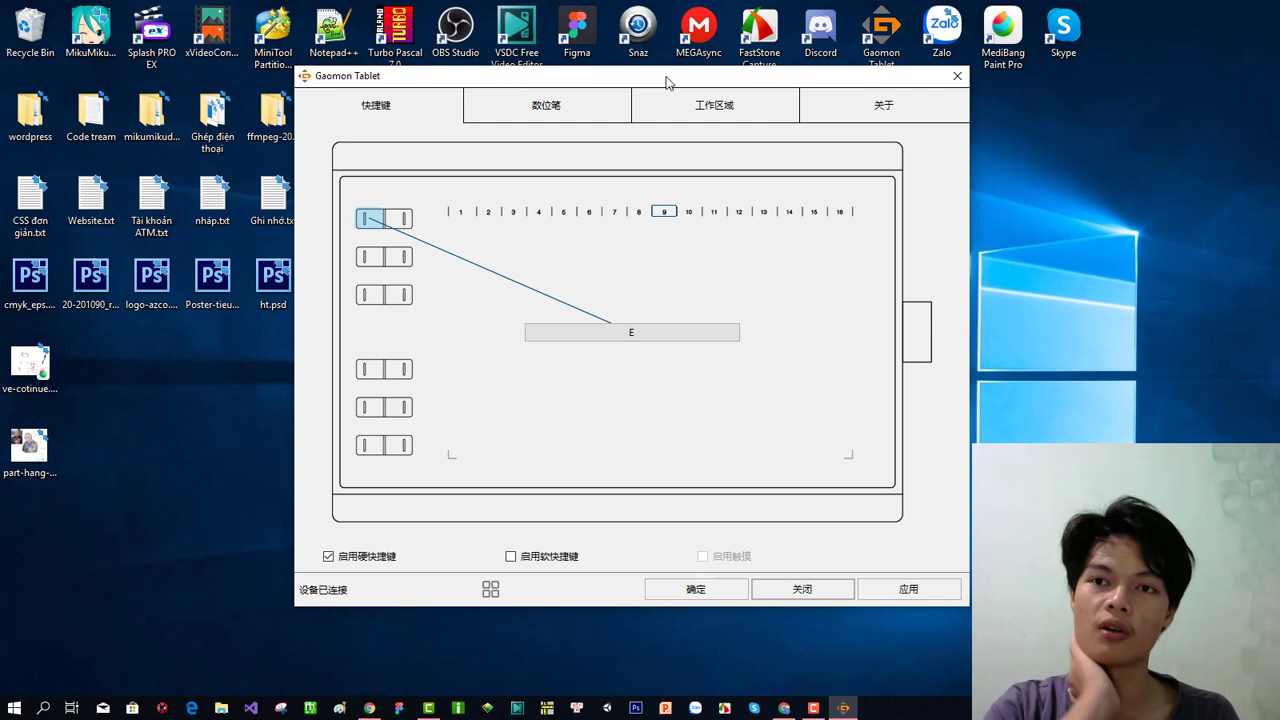 Recycle Bin
MikuMiku...
Splash PRO EX
xVideoCon...
MiniTool Partitio...
Notepad++
Turbo Pascal 7.0
OBS Studio
VSDC Free Video Editor
Figma
Snaz
MEGAsync
FastStone Capture
Discord
Gaomon Tablet
Zalo
MediBang Paint Pro
Skype
Gaomon Tablet
快捷键
数位笔
工作区域
关于
wordpress
Code tream
mikumikud...
Ghép điện thoại
ffmpeg-20...
CSS đơn giản.txt
Website.txt
Tài khoản ATM.txt
nháp.txt
Ghi nhớ.txt
cmyk_eps....
20-201090_r...
logo-azco....
Poster-tieu...
ht.psd
ve-cotinue....
part-hang-...
1 2 3 4 5 6 7 8 9 10 11 12 13 14 15 16
E
启用硬快捷键
启用软快捷键
启用触摸
设备已连接
确定
关闭
应用